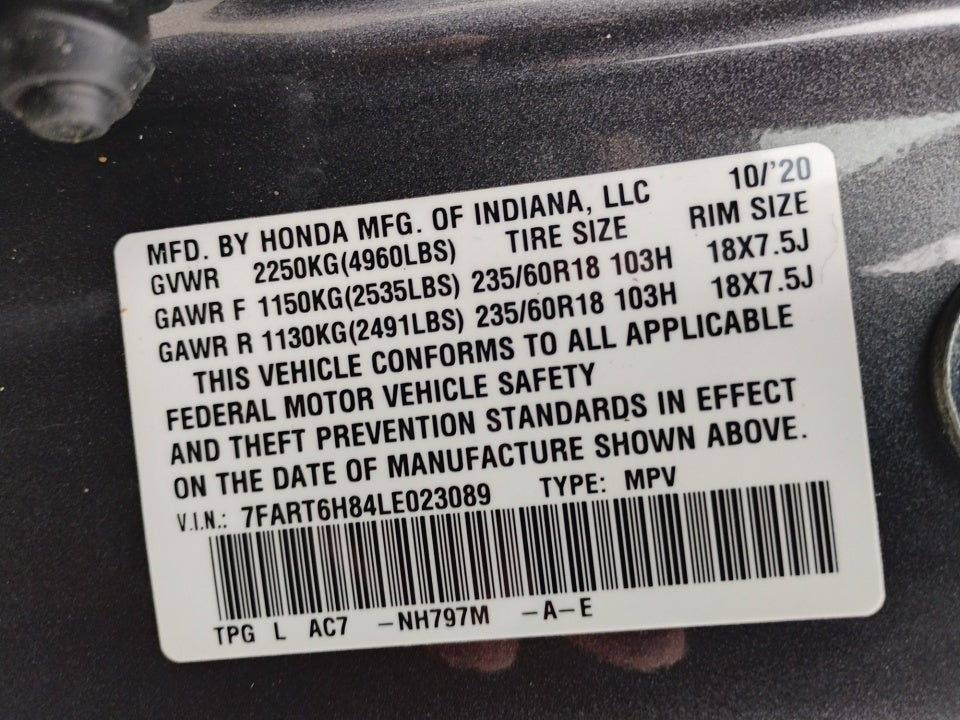 MFD. BY HONDA MFG. OF INDIANA, LLC 10/'20
GVWR 2250KG(4960LBS) TIRE SIZE RIM SIZE
GAWR F 1150KG(2535LBS) 235/60R18 103H 18X7.5J
GAWR R 1130KG(2491LBS) 235/60R18 103H 18X7.5J
THIS VEHICLE CONFORMS TO ALL APPLICABLE
FEDERAL MOTOR VEHICLE SAFETY
AND THEFT PREVENTION STANDARDS IN EFFECT
ON THE DATE OF MANUFACTURE SHOWN ABOVE.
V.I.N.: 7FART6H84LE023089 TYPE: MPV
TPG L AC7 -NH797M -A-E